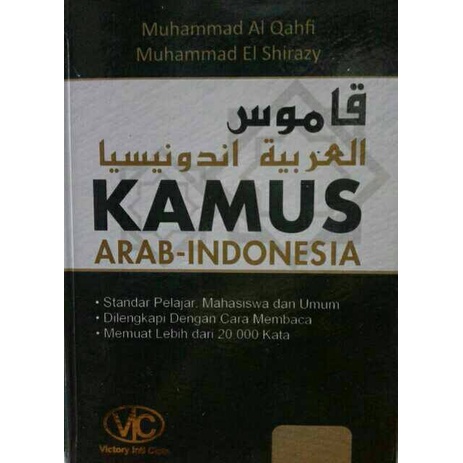 Muhammad Al Qahfi
Muhammad El Shirazy
قاموس
العربية اندونيسيا
KAMUS
ARAB-INDONESIA
• Standar Pelajar, Mahasiswa dan Umum
• Dilengkapi Dengan Cara Membaca
• Memuat Lebih dari 20.000 Kata
VIC
Victory Inti Cipta